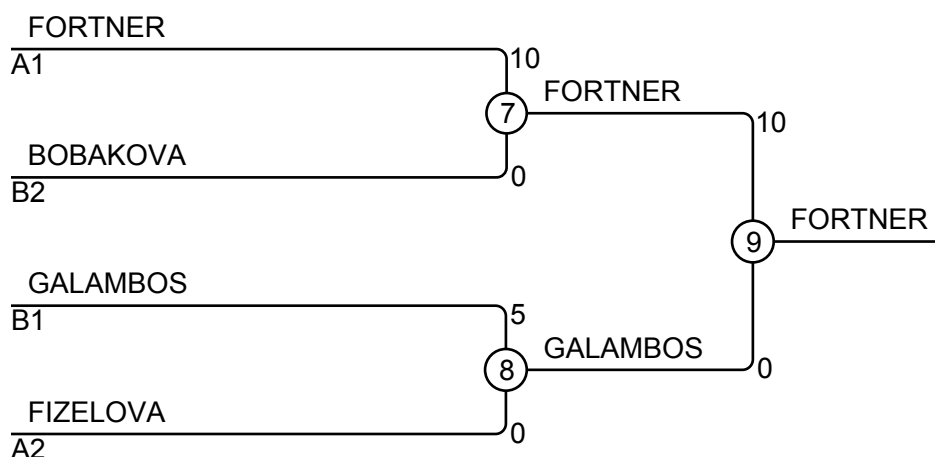 FORTNER
A1
10
7
FORTNER
10
BOBAKOVA
B2
0
9
FORTNER
GALAMBOS
B1
5
8
GALAMBOS
0
FIZELOVA
A2
0